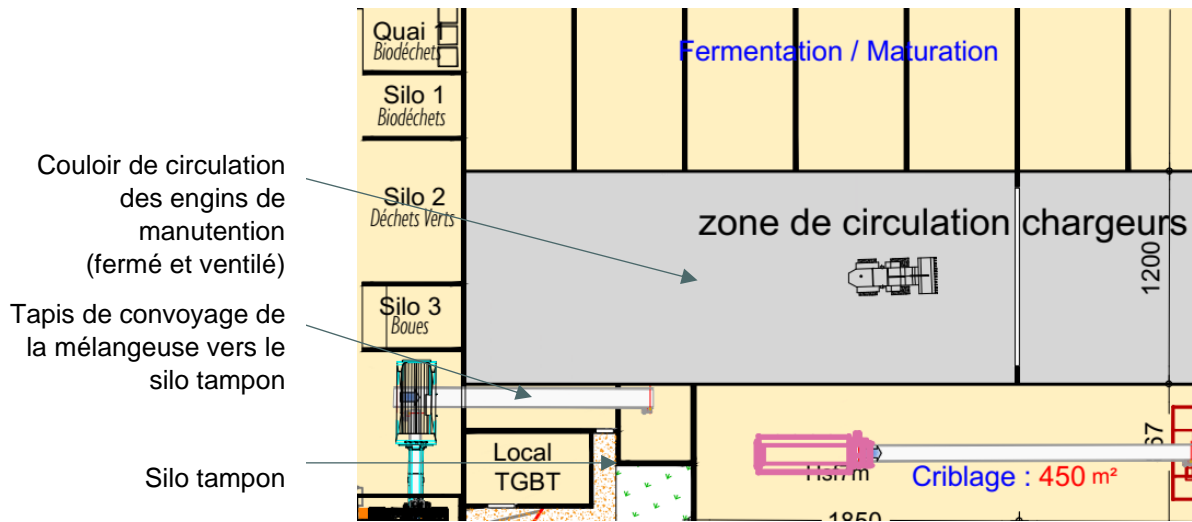 Quai 1
Biodéchets
Fermentation / Maturation
Silo 1
Biodéchets
Couloir de circulation
des engins de
manutention
(fermé et ventilé)
Silo 2
Déchets Verts
zone de circulation chargeurs
1200
Tapis de convoyage de
la mélangeuse vers le
silo tampon
Silo 3
Boues
Silo tampon
Local
TGBT
67
Criblage : 450 m²
1850